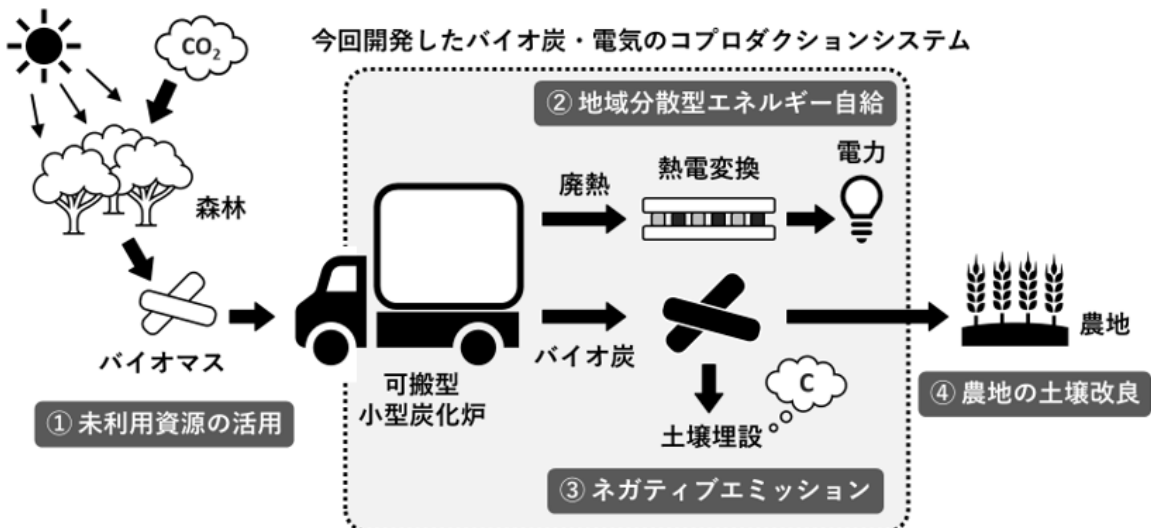 今回開発したバイオ炭・電気のコプロダクションシステム
CO₂
② 地域分散型エネルギー自給
電力
熱電変換
廃熱
森林
バイオマス
① 未利用資源の活用
可搬型
小型炭化炉
バイオ炭
C
土壌埋設
③ ネガティブエミッション
農地
④ 農地の土壌改良